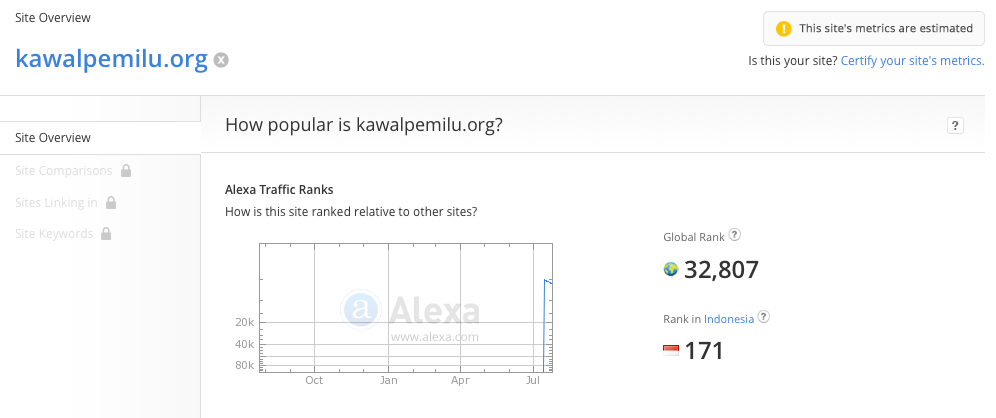 Site Overview
This site's metrics are estimated
kawalpemilu.org
Is this your site? Certify your site's metrics.
Site Overview
Site Comparisons
Sites Linking in
Site Keywords
How popular is kawalpemilu.org?
?
Alexa Traffic Ranks
How is this site ranked relative to other sites?
a Alexa
www.alexa.com
20k
40k
80k
Oct Jan Apr Jul
Global Rank ?
32,807
Rank in Indonesia ?
171